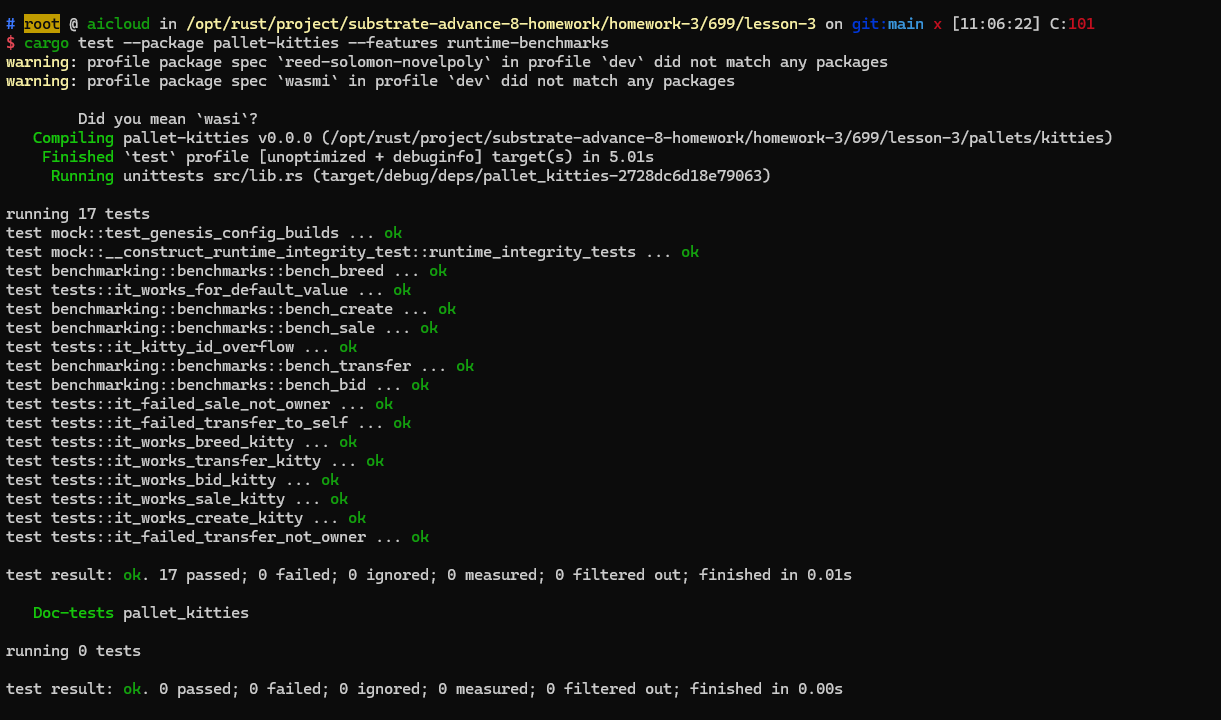 # root @ aicloud in /opt/rust/project/substrate-advance-8-homework/homework-3/699/lesson-3 on git:main x [11:06:22] C:101
$ cargo test --package pallet-kitties --features runtime-benchmarks
warning: profile package spec `reed-solomon-novelpoly` in profile `dev` did not match any packages
warning: profile package spec `wasmi` in profile `dev` did not match any packages
Did you mean `wasi`?
Compiling pallet-kitties v0.0.0 (/opt/rust/project/substrate-advance-8-homework/homework-3/699/lesson-3/pallets/kitties)
Finished `test` profile [unoptimized + debuginfo] target(s) in 5.01s
Running unittests src/lib.rs (target/debug/deps/pallet_kitties-2728dc6d18e79063)
running 17 tests
test mock::test_genesis_config_builds ... ok
test mock::__construct_runtime_integrity_test::runtime_integrity_tests ... ok
test benchmarking::benchmarks::bench_breed ... ok
test tests::it_works_for_default_value ... ok
test benchmarking::benchmarks::bench_create ... ok
test benchmarking::benchmarks::bench_sale ... ok
test tests::it_kitty_id_overflow ... ok
test benchmarking::benchmarks::bench_transfer ... ok
test benchmarking::benchmarks::bench_bid ... ok
test tests::it_failed_sale_not_owner ... ok
test tests::it_failed_transfer_to_self ... ok
test tests::it_works_breed_kitty ... ok
test tests::it_works_transfer_kitty ... ok
test tests::it_works_bid_kitty ... ok
test tests::it_works_sale_kitty ... ok
test tests::it_works_create_kitty ... ok
test tests::it_failed_transfer_not_owner ... ok
test result: ok. 17 passed; 0 failed; 0 ignored; 0 measured; 0 filtered out; finished in 0.01s
Doc-tests pallet_kitties
running 0 tests
test result: ok. 0 passed; 0 failed; 0 ignored; 0 measured; 0 filtered out; finished in 0.00s